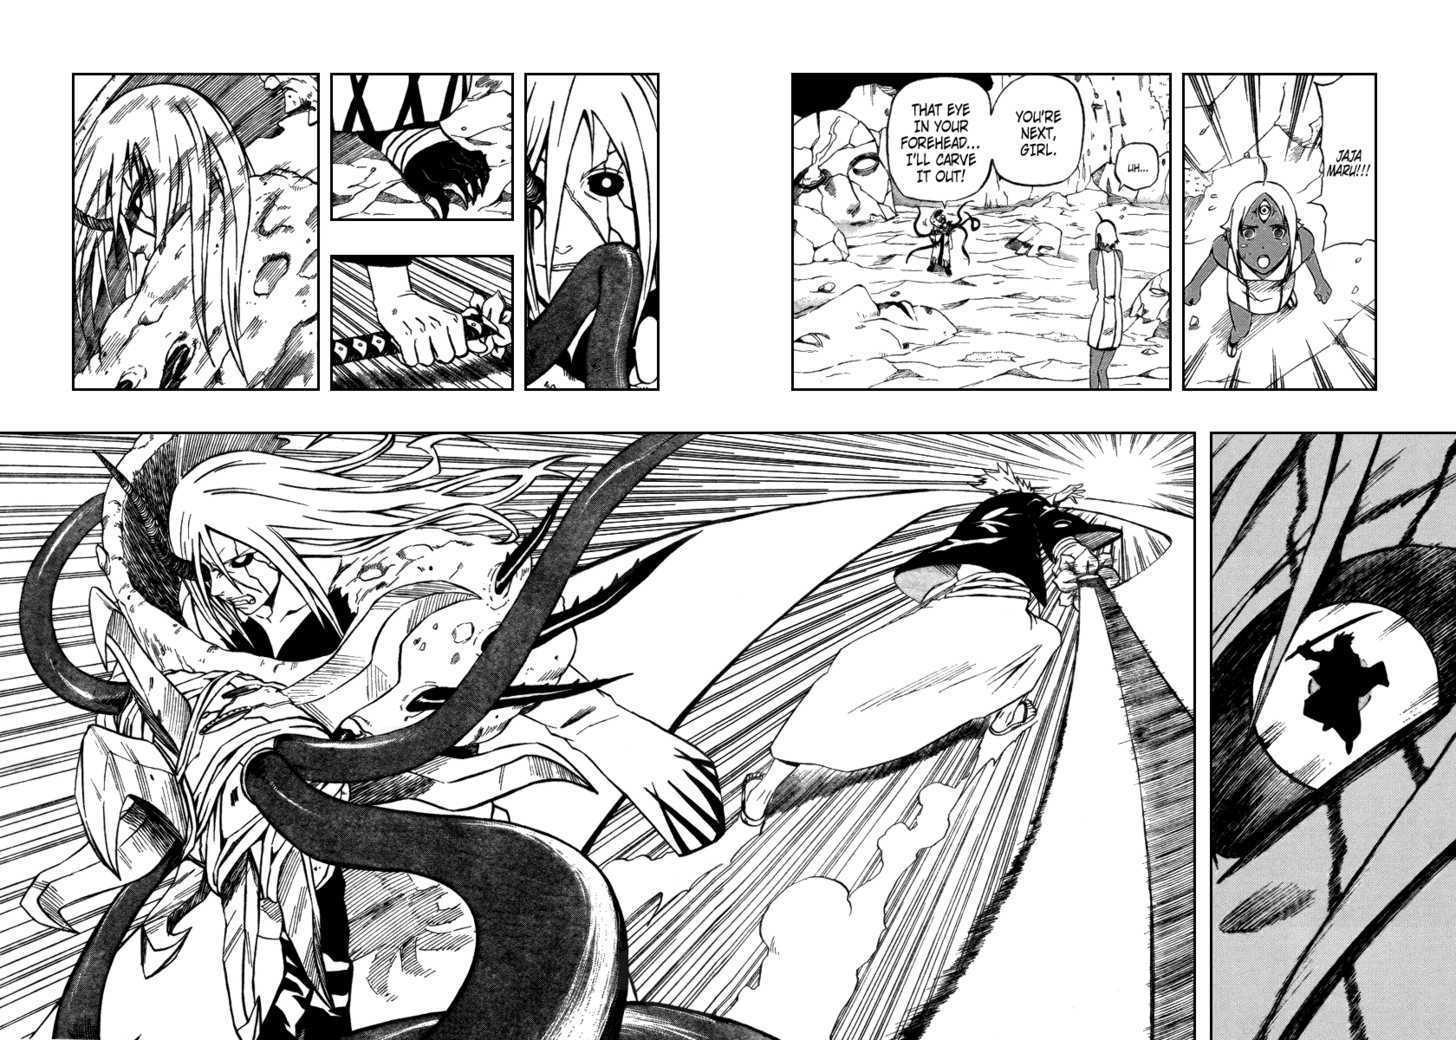 JAJA
MARU!!!
YOU'RE
NEXT,
GIRL.
THAT EYE
IN YOUR
FOREHEAD...
I'LL CARVE
IT OUT!
UH...